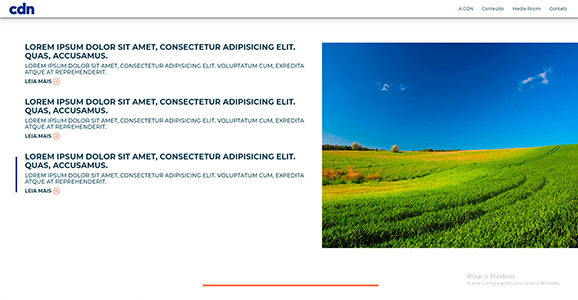 cdn
A CDN Conteúdo Media Room Contato
LOREM IPSUM DOLOR SIT AMET, CONSECTETUR ADIPISICING ELIT.
QUAS, ACCUSAMUS.
LOREM IPSUM DOLOR SIT AMET, CONSECTETUR ADIPISICING ELIT. VOLUPTATUM CUM, EXPEDITA
ATQUE AT REPREHENDERIT.
LEIA MAIS
LOREM IPSUM DOLOR SIT AMET, CONSECTETUR ADIPISICING ELIT.
QUAS, ACCUSAMUS.
LOREM IPSUM DOLOR SIT AMET, CONSECTETUR ADIPISICING ELIT. VOLUPTATUM CUM, EXPEDITA
ATQUE AT REPREHENDERIT.
LEIA MAIS
LOREM IPSUM DOLOR SIT AMET, CONSECTETUR ADIPISICING ELIT.
QUAS, ACCUSAMUS.
LOREM IPSUM DOLOR SIT AMET, CONSECTETUR ADIPISICING ELIT. VOLUPTATUM CUM, EXPEDITA
ATQUE AT REPREHENDERIT.
LEIA MAIS
Ativar o Windows
Acesse Configurações para ativar o Windows.